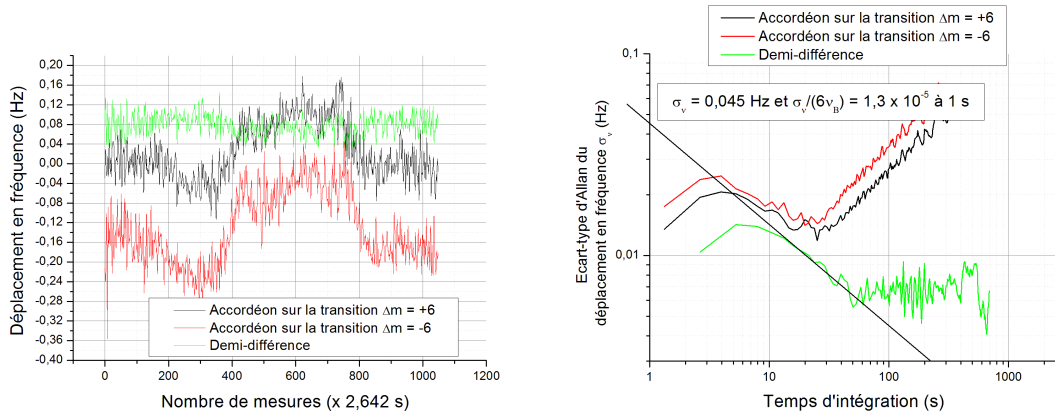 Déplacement en fréquence (Hz)
0,20
0,16
0,12
0,08
0,04
0,00
-0,04
-0,08
-0,12
-0,16
-0,20
-0,24
-0,28
-0,32
-0,36
-0,40
Accordéon sur la transition Δm = +6
Accordéon sur la transition Δm = -6
Demi-différence
0
200
400
600
800
1000
1200
Nombre de mesures (x 2,642 s)
Accordéon sur la transition Δm = +6
Accordéon sur la transition Δm = -6
Demi-différence
σν = 0,045 Hz et σν/(6νB) = 1,3 x 10-5 à 1 s
Ecart-type d'Allan du
déplacement en fréquence σν (Hz)
0,1
0,01
1
10
100
1000
Temps d'intégration (s)